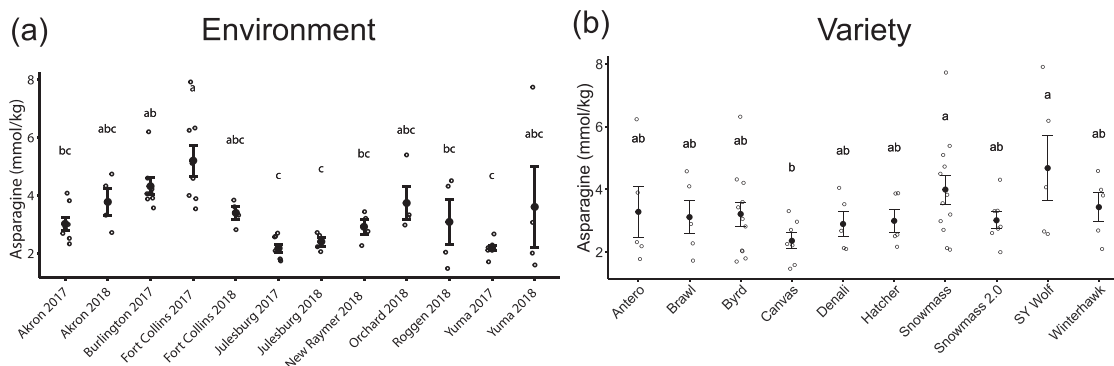 (a)
Environment
Asparagine (mmol/kg)
8
6
4
2
bc
abc
ab
a
abc
c
c
bc
abc
bc
c
abc
Akron 2017
Akron 2018
Burlington 2017
Fort Collins 2017
Fort Collins 2018
Julesburg 2017
Julesburg 2018
New Raymer 2018
Orchard 2018
Roggen 2018
Yuma 2017
Yuma 2018
(b)
Variety
Asparagine (mmol/kg)
8
6
4
2
ab
ab
ab
b
ab
ab
a
ab
a
ab
Antero
Brawl
Byrd
Canvas
Denali
Hatcher
Snowmass
Snowmass 2.0
SY Wolf
Winterhawk